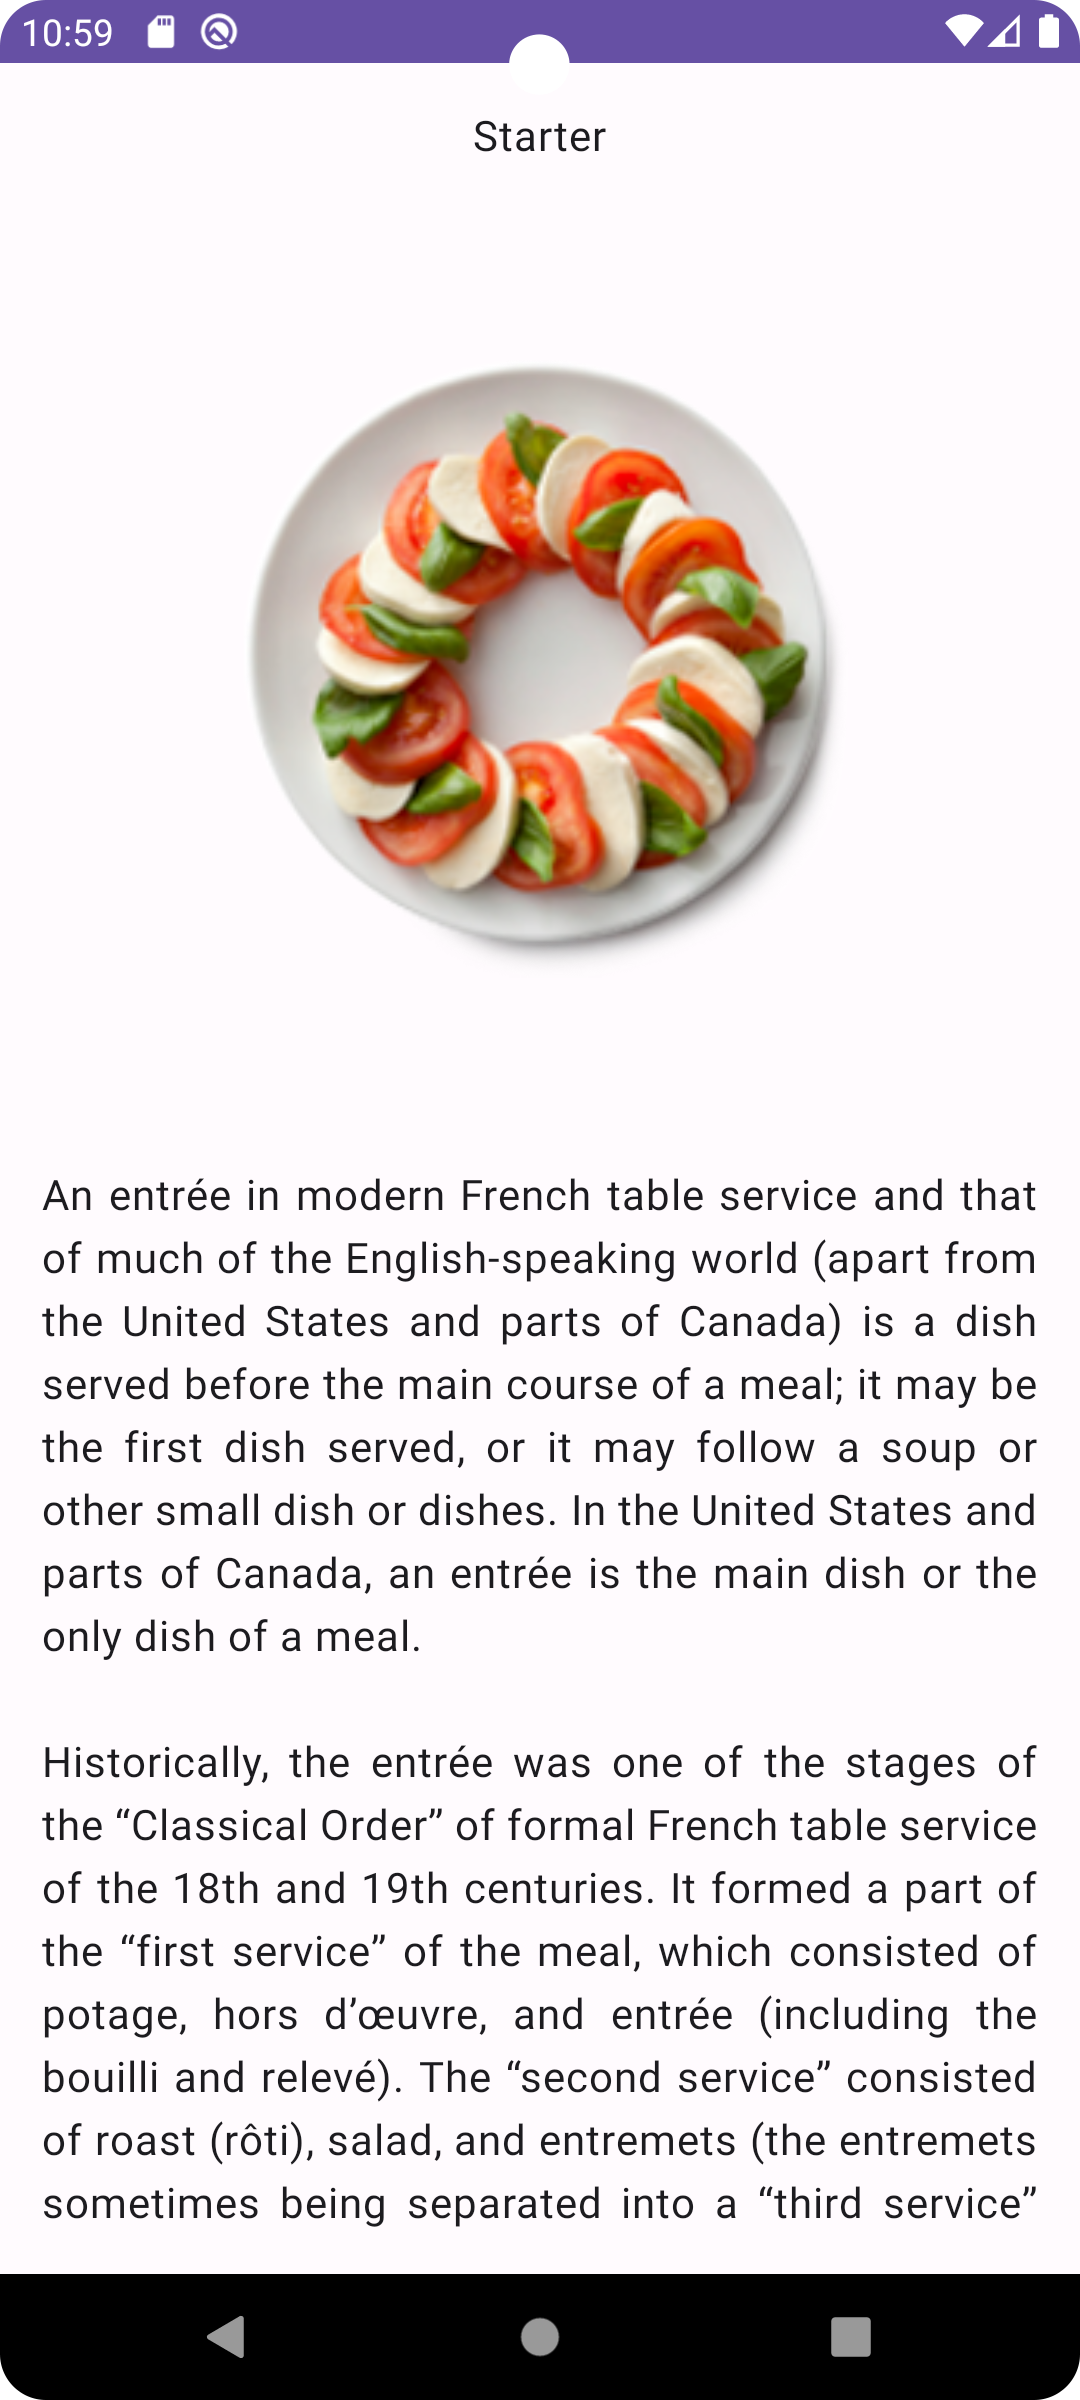 10:59
Starter
An entrée in modern French table service and that
of much of the English-speaking world (apart from
the United States and parts of Canada) is a dish
served before the main course of a meal; it may be
the first dish served, or it may follow a soup or
other small dish or dishes. In the United States and
parts of Canada, an entrée is the main dish or the
only dish of a meal.
Historically, the entrée was one of the stages of
the “Classical Order” of formal French table service
of the 18th and 19th centuries. It formed a part of
the “first service” of the meal, which consisted of
potage, hors d’œuvre, and entrée (including the
bouilli and relevé). The “second service” consisted
of roast (rôti), salad, and entremets (the entremets
sometimes being separated into a “third service”